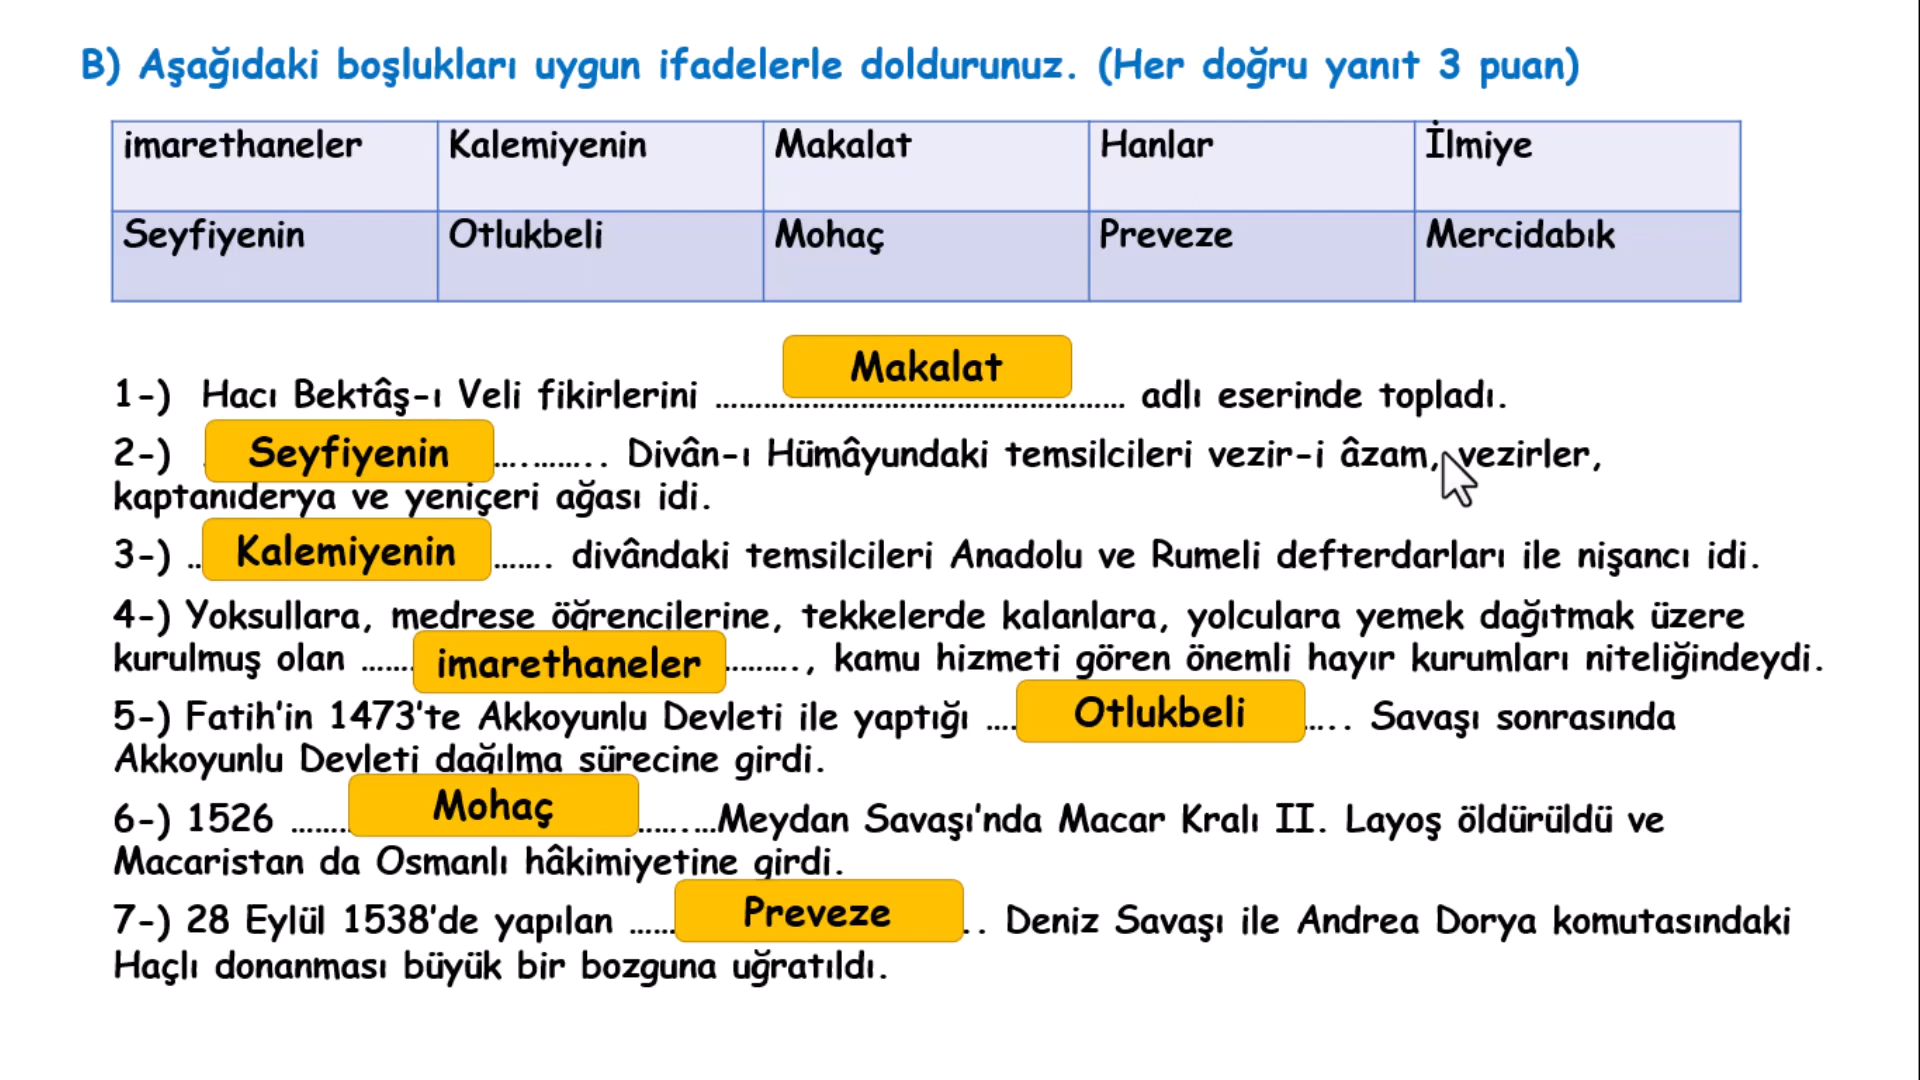 B) Aşağıdaki boşlukları uygun ifadelerle doldurunuz. (Her doğru yanıt 3 puan)
imarethaneler Kalemiyenin Makalat Hanlar İlmiye
Seyfiyenin Otlukbeli Mohaç Preveze Mercidabık
1-) Hacı Bektâş-ı Veli fikirlerini ……… Makalat ……… adlı eserinde topladı.
2-) Seyfiyenin ….…….. Divân-ı Hümâyundaki temsilcileri vezir-i âzam, vezirler,
kaptanıderya ve yeniçeri ağası idi.
3-) .. Kalemiyenin ……. divândaki temsilcileri Anadolu ve Rumeli defterdarları ile nişancı idi.
4-) Yoksullara, medrese öğrencilerine, tekkelerde kalanlara, yolculara yemek dağıtmak üzere
kurulmuş olan ……. imarethaneler ………., kamu hizmeti gören önemli hayır kurumları niteliğindeydi.
5-) Fatih'in 1473'te Akkoyunlu Devleti ile yaptığı …. Otlukbeli ….. Savaşı sonrasında
Akkoyunlu Devleti dağılma sürecine girdi.
6-) 1526 ……. Mohaç …….…Meydan Savaşı'nda Macar Kralı II. Layoş öldürüldü ve
Macaristan da Osmanlı hâkimiyetine girdi.
7-) 28 Eylül 1538'de yapılan …… Preveze .. Deniz Savaşı ile Andrea Dorya komutasındaki
Haçlı donanması büyük bir bozguna uğratıldı.